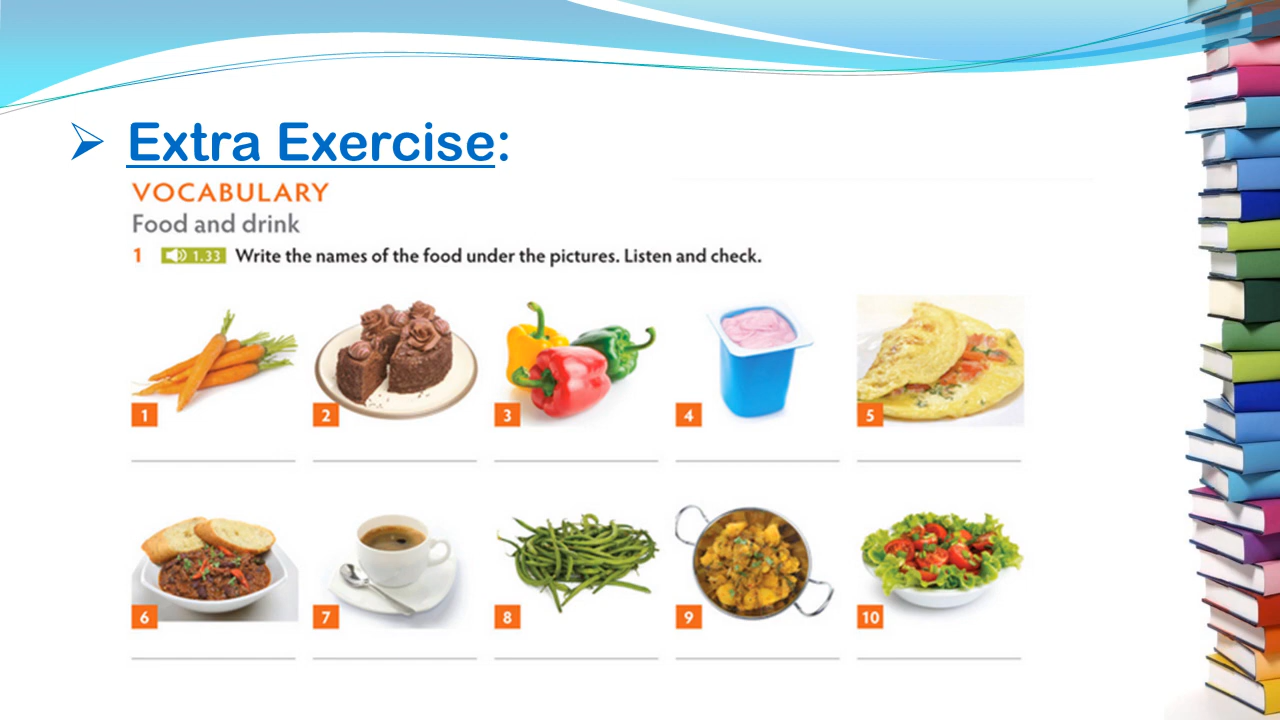 Extra Exercise:
VOCABULARY
Food and drink
1 1.33 Write the names of the food under the pictures. Listen and check.
1 2 3 4 5
6 7 8 9 10